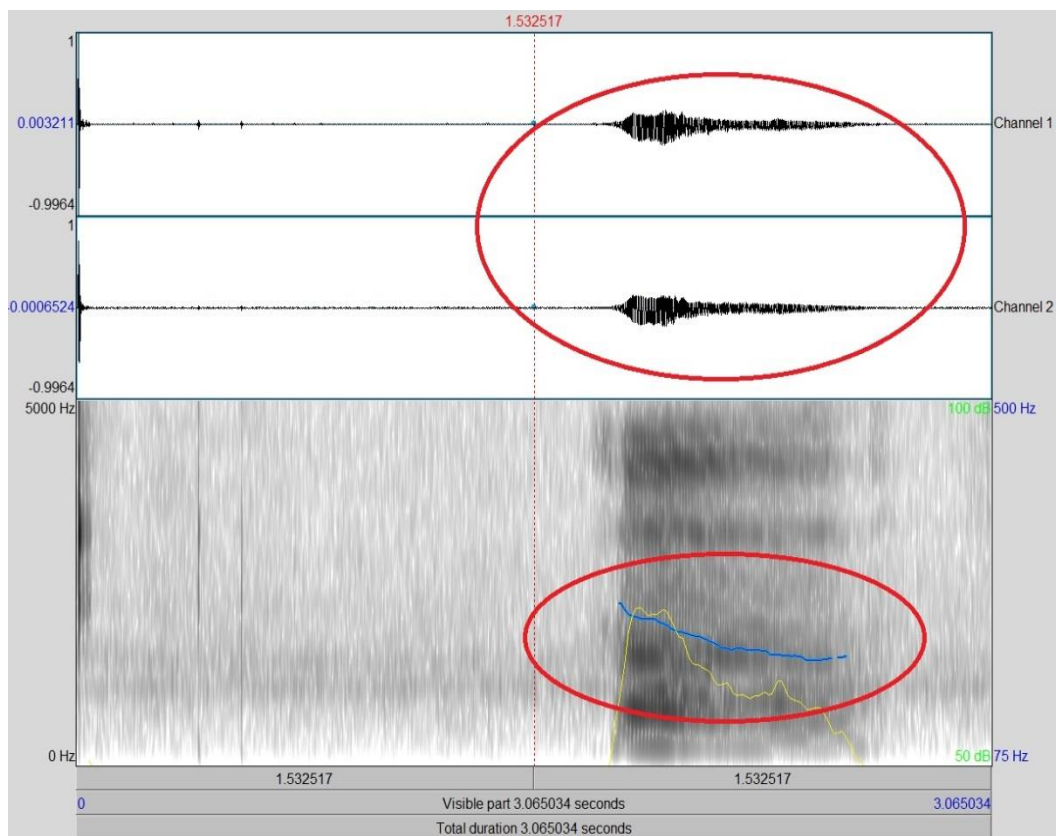 1.532517
1
0.003211
Channel 1
-0.9964
1
-0.0006524
Channel 2
-0.9964
5000 Hz
100 dB 500 Hz
0 Hz
50 dB 75 Hz
1.532517 1.532517
0 Visible part 3.065034 seconds 3.065034
Total duration 3.065034 seconds